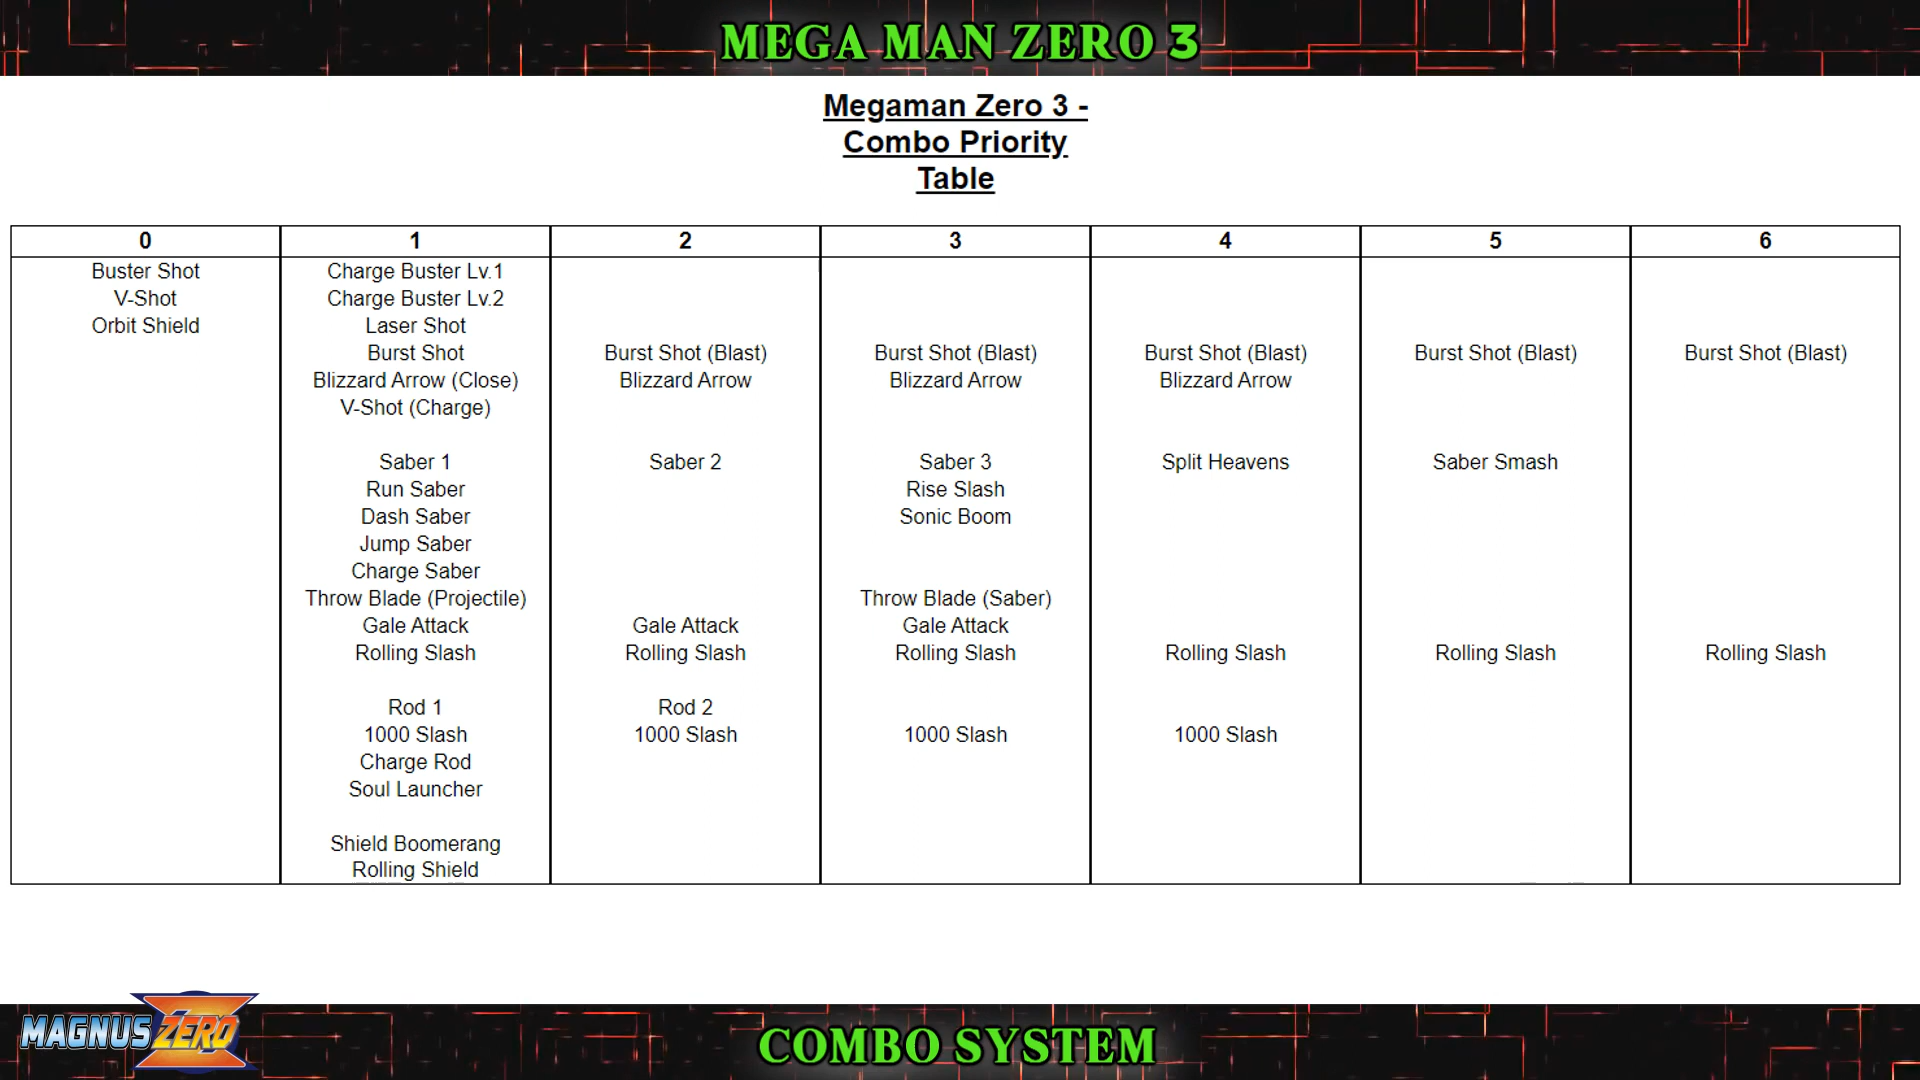 MEGA MAN ZERO 3
Megaman Zero 3 -
Combo Priority
Table
0 1 2 3 4 5 6
Buster Shot Charge Buster Lv.1
V-Shot Charge Buster Lv.2
Orbit Shield Laser Shot
Burst Shot Burst Shot (Blast) Burst Shot (Blast) Burst Shot (Blast) Burst Shot (Blast) Burst Shot (Blast)
Blizzard Arrow (Close) Blizzard Arrow Blizzard Arrow Blizzard Arrow
V-Shot (Charge)
Saber 1 Saber 2 Saber 3 Split Heavens Saber Smash
Run Saber Rise Slash
Dash Saber Sonic Boom
Jump Saber
Charge Saber
Throw Blade (Projectile) Throw Blade (Saber)
Gale Attack Gale Attack Gale Attack
Rolling Slash Rolling Slash Rolling Slash Rolling Slash Rolling Slash Rolling Slash
Rod 1 Rod 2
1000 Slash 1000 Slash 1000 Slash 1000 Slash
Charge Rod
Soul Launcher
Shield Boomerang
Rolling Shield
MAGNUS ZERO
COMBO SYSTEM